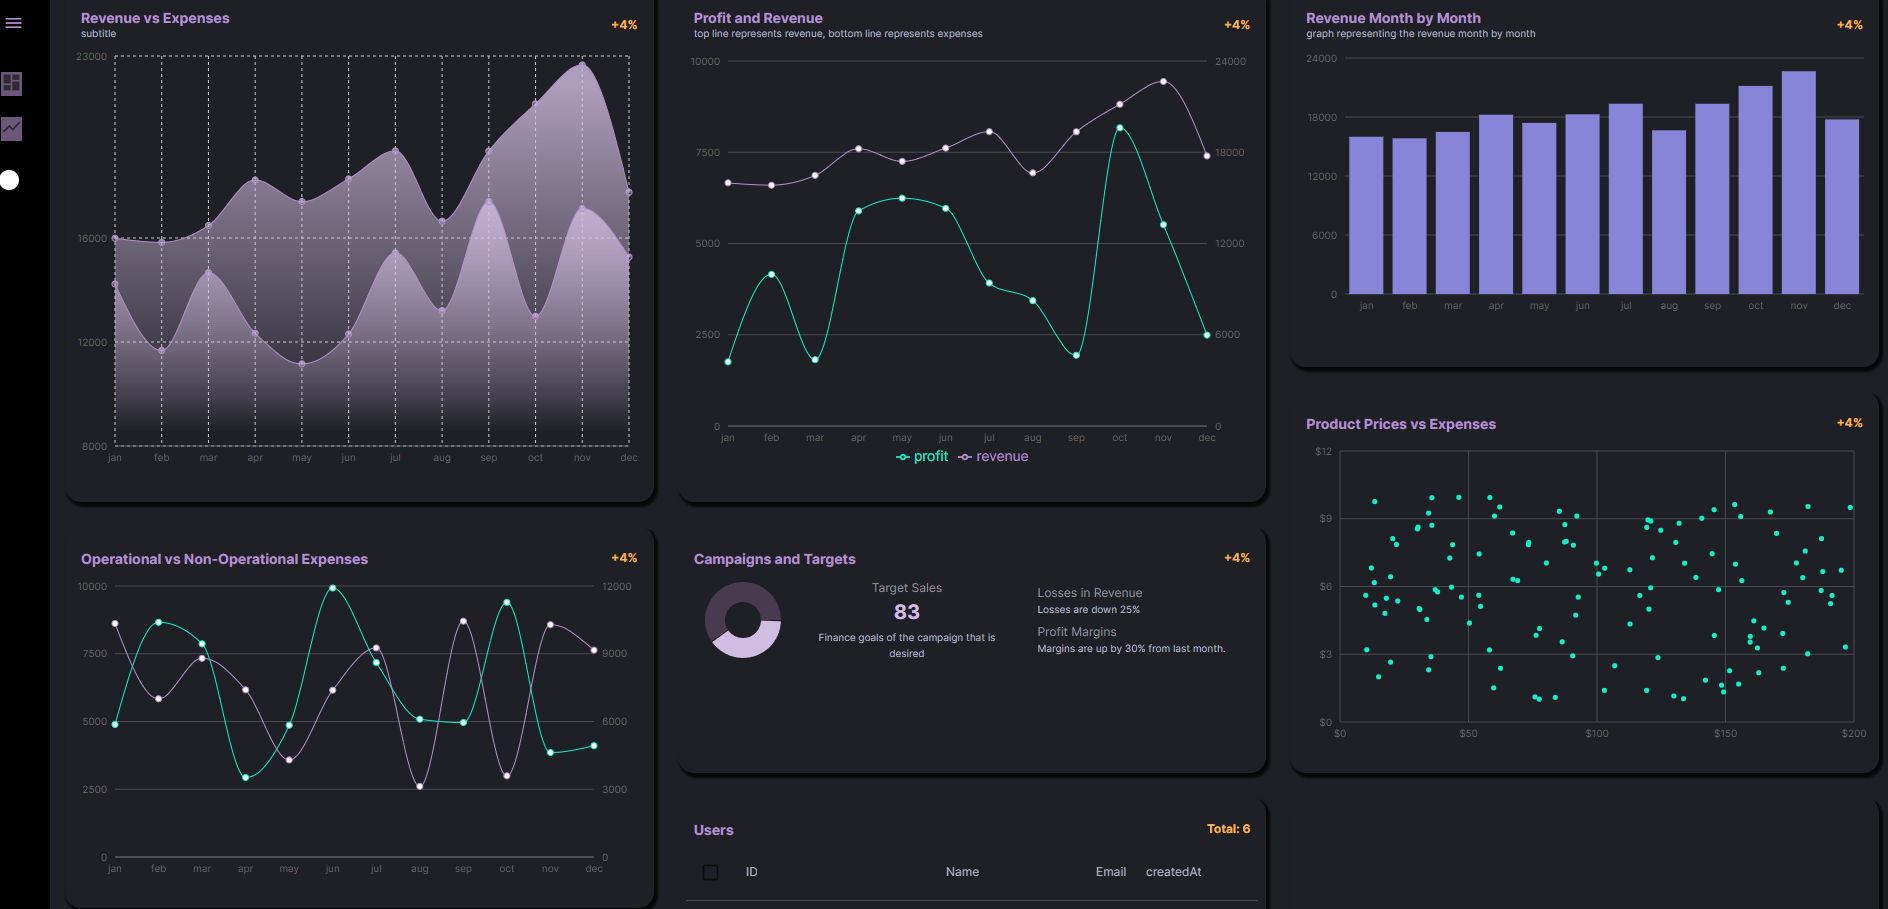 Revenue vs Expenses
+4%
subtitle
23000
16000
12000
8000
jan feb mar apr may jun jul aug sep oct nov dec
Profit and Revenue
+4%
top line represents revenue, bottom line represents expenses
10000 24000
7500 18000
5000 12000
2500 6000
0 0
jan feb mar apr may jun jul aug sep oct nov dec
profit revenue
Revenue Month by Month
+4%
graph representing the revenue month by month
24000
18000
12000
6000
0
jan feb mar apr may jun jul aug sep oct nov dec
Operational vs Non-Operational Expenses
+4%
10000 12000
7500 9000
5000 6000
2500 3000
0 0
jan feb mar apr may jun jul aug sep oct nov dec
Campaigns and Targets
+4%
Target Sales
83
Finance goals of the campaign that is
desired
Losses in Revenue
Losses are down 25%
Profit Margins
Margins are up by 30% from last month.
Product Prices vs Expenses
+4%
$12
$9
$6
$3
$0
$0 $50 $100 $150 $200
Users
Total: 6
ID Name Email createdAt